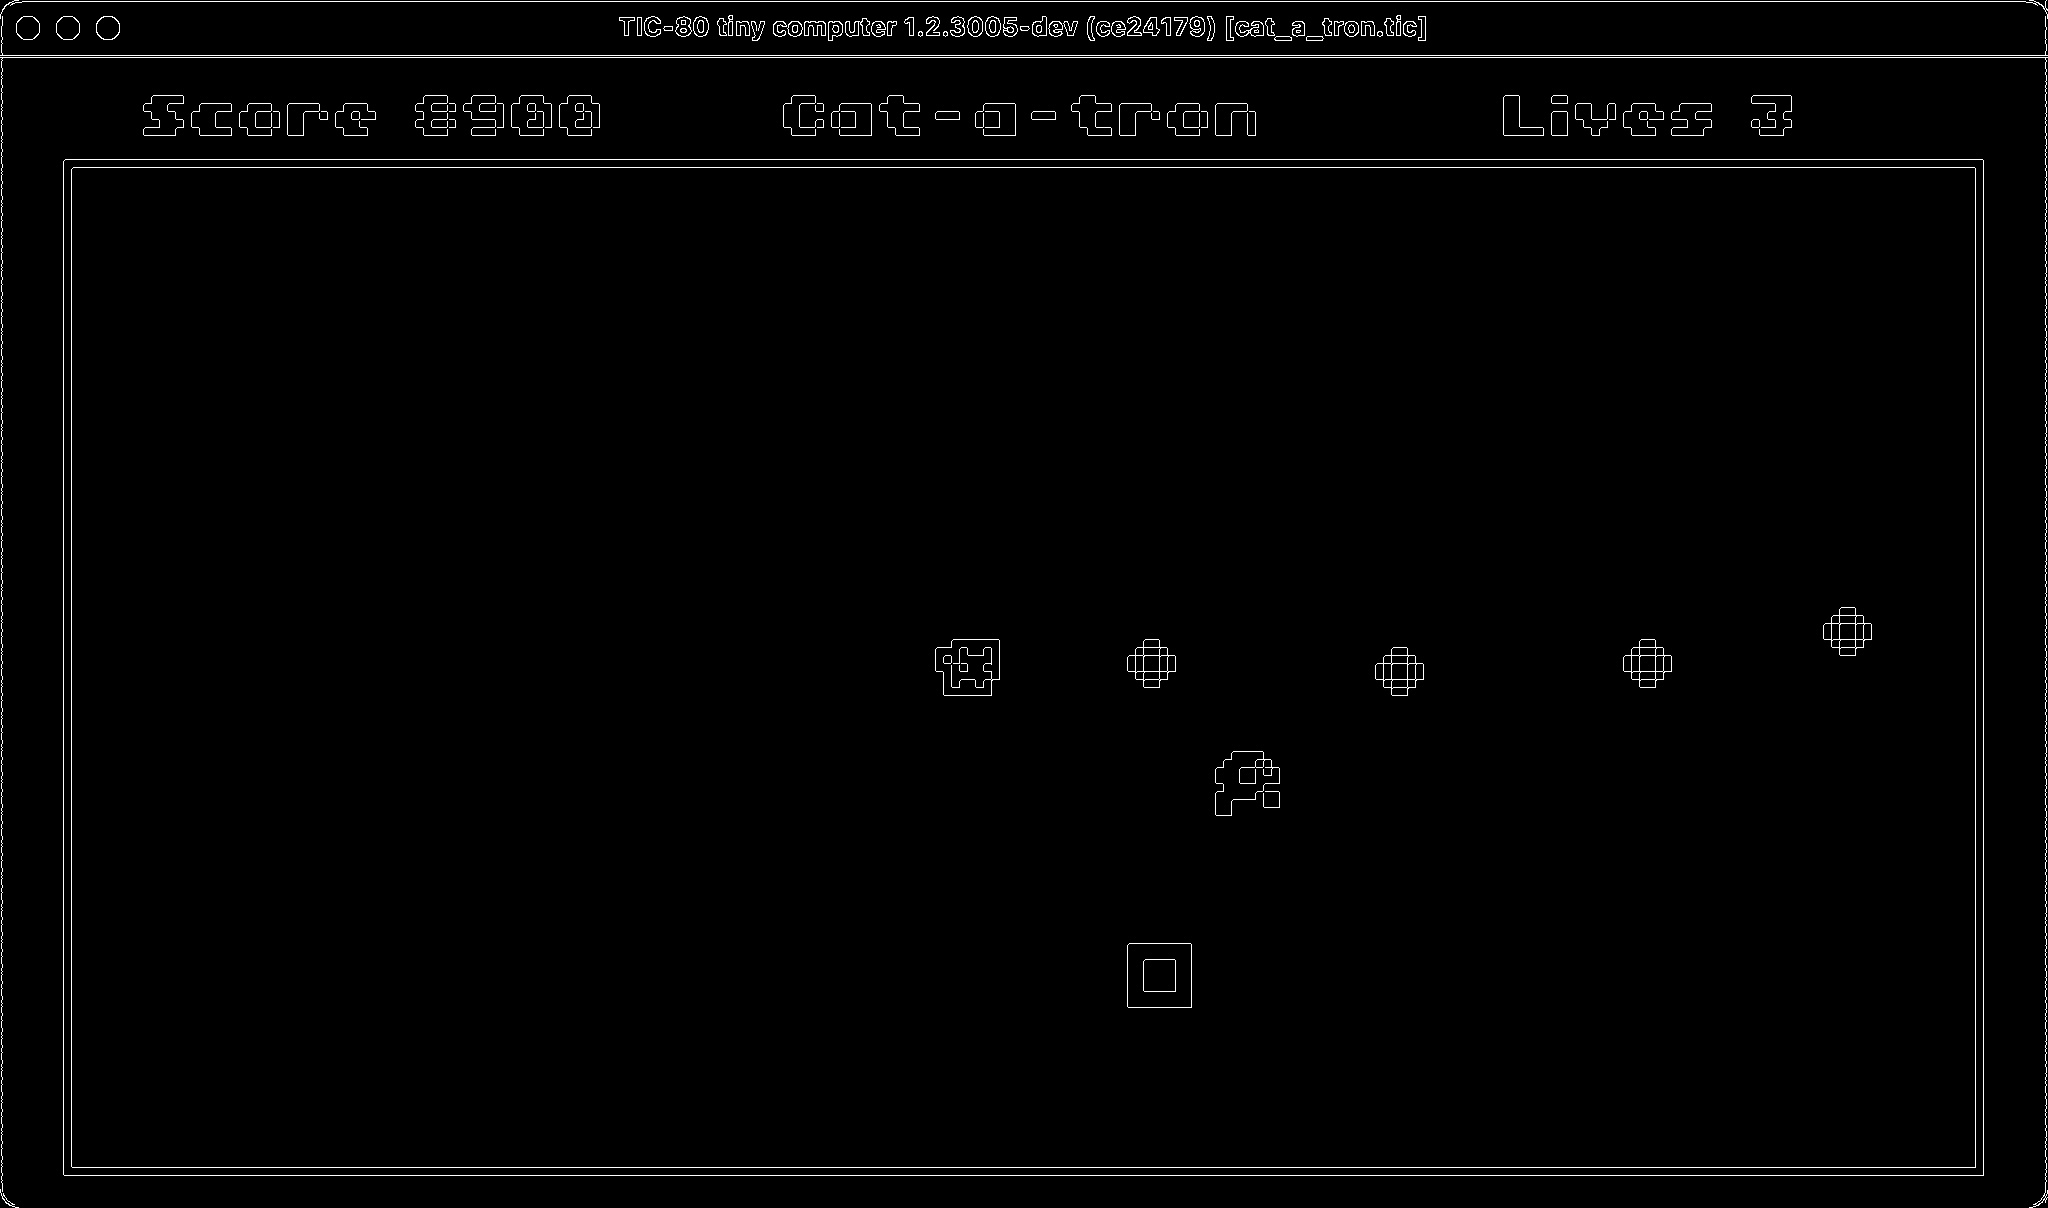 TIC-80 tiny computer 1.2.3005-dev (ce24179) [cat_a_tron.tic]
Score 8900 Cat-a-tron Lives 3